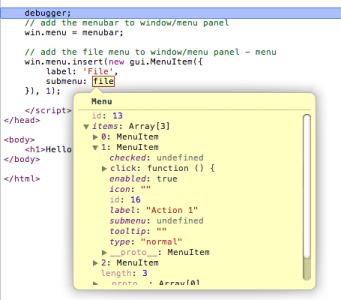 debugger;
// add the menubar to window/menu panel
win.menu = menubar;
// add the file menu to window/menu panel - menu
win.menu.insert(new gui.MenuItem({
label: 'File',
submenu: file
}), 1);
</script>
</head>
<body>
<h1>Hello
</body>
</html>
Menu
id: 13
▼ items: Array[3]
▶ 0: MenuItem
▼ 1: MenuItem
checked: undefined
▶ click: function () {
enabled: true
icon: ""
id: 16
label: "Action 1"
submenu: undefined
tooltip: ""
type: "normal"
▶ __proto__: MenuItem
▶ 2: MenuItem
length: 3
▶ __proto__: Array[0]